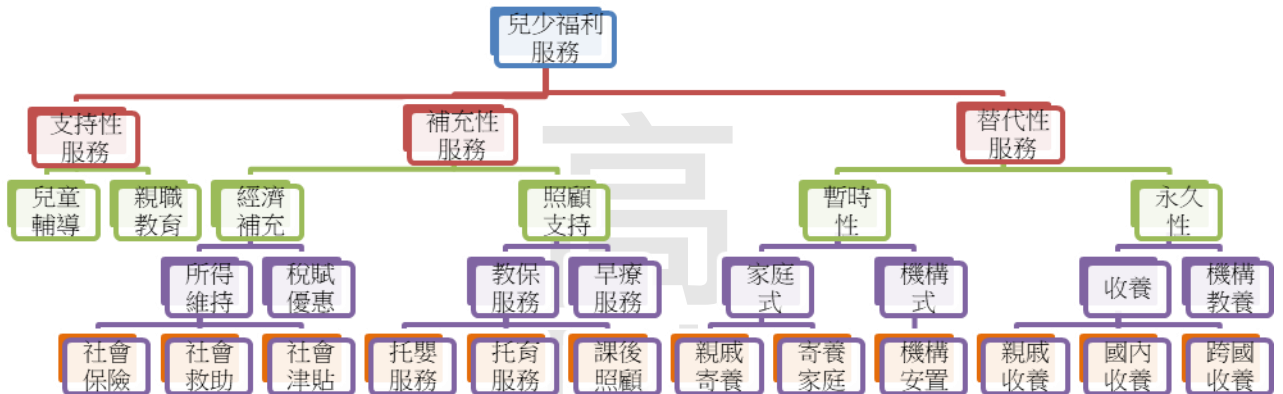 兒少福利
服務
支持性
服務
補充性
服務
替代性
服務
兒童
輔導
親職
教育
經濟
補充
照顧
支持
暫時
性
永久
性
所得
維持
稅賦
優惠
教保
服務
早療
服務
家庭
式
機構
式
收養
機構
教養
社會
保險
社會
救助
社會
津貼
托嬰
服務
托育
服務
課後
照顧
親戚
寄養
寄養
家庭
機構
安置
親戚
收養
國內
收養
跨國
收養
高